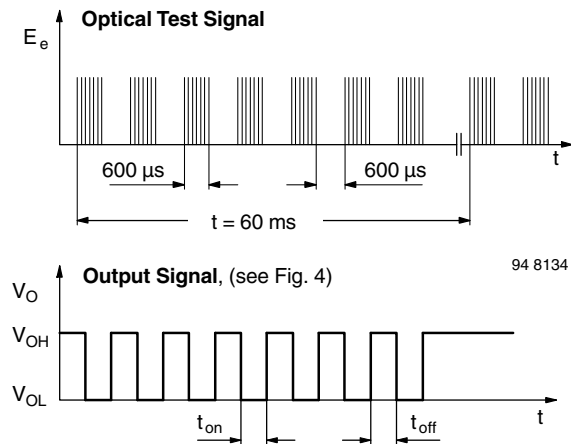 Optical Test Signal
E e
600 µs 600 µs
t
t = 60 ms
94 8134
Output Signal, (see Fig. 4)
V O
V OH
V OL
t on t off
t